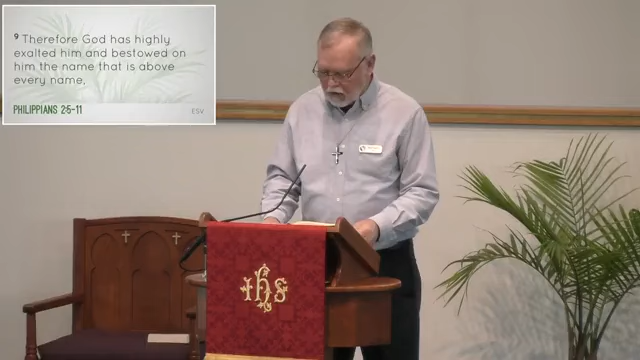 9 Therefore God has highly
exalted him and bestowed on
him the name that is above
every name,
PHILIPPIANS 2:5-11
ESV
IHS